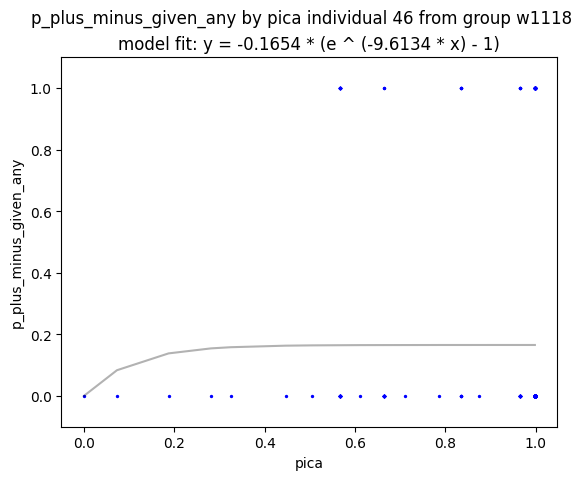 p_plus_minus_given_any by pica individual 46 from group w1118
model fit: y = -0.1654 * (e ^ (-9.6134 * x) - 1)
p_plus_minus_given_any
1.0
0.8
0.6
0.4
0.2
0.0
0.0 0.2 0.4 0.6 0.8 1.0
pica